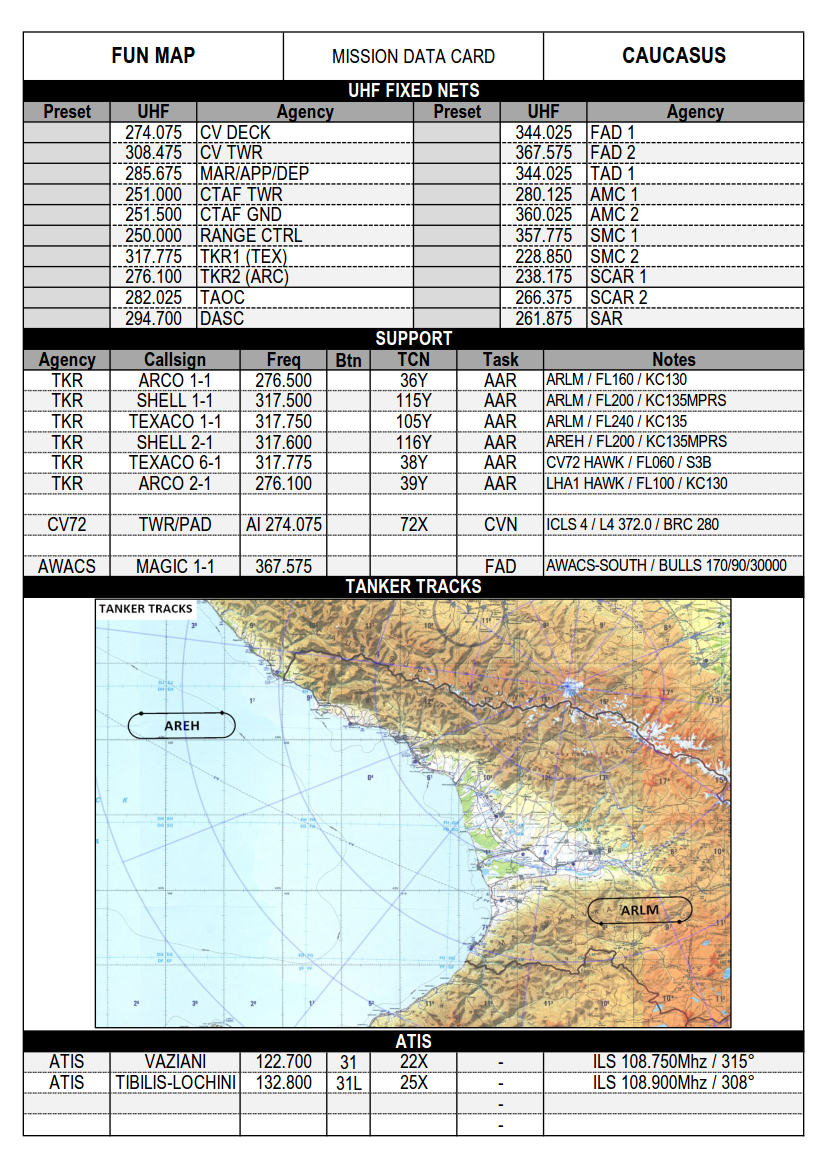 FUN MAP MISSION DATA CARD CAUCASUS
UHF FIXED NETS
Preset UHF Agency Preset UHF Agency
274.075 CV DECK 344.025 FAD 1
308.475 CV TWR 367.575 FAD 2
285.675 MAR/APP/DEP 344.025 TAD 1
251.000 CTAF TWR 280.125 AMC 1
251.500 CTAF GND 360.025 AMC 2
250.000 RANGE CTRL 357.775 SMC 1
317.775 TKR1 (TEX) 228.850 SMC 2
276.100 TKR2 (ARC) 238.175 SCAR 1
282.025 TAOC 266.375 SCAR 2
294.700 DASC 261.875 SAR
SUPPORT
Agency Callsign Freq Btn TCN Task Notes
TKR ARCO 1-1 276.500 36Y AAR ARLM / FL160 / KC130
TKR SHELL 1-1 317.500 115Y AAR ARLM / FL200 / KC135MPRS
TKR TEXACO 1-1 317.750 105Y AAR ARLM / FL240 / KC135
TKR SHELL 2-1 317.600 116Y AAR AREH / FL200 / KC135MPRS
TKR TEXACO 6-1 317.775 38Y AAR CV72 HAWK / FL060 / S3B
TKR ARCO 2-1 276.100 39Y AAR LHA1 HAWK / FL100 / KC130
CV72 TWR/PAD AI 274.075 72X CVN ICLS 4 / L4 372.0 / BRC 280
AWACS MAGIC 1-1 367.575 FAD AWACS-SOUTH / BULLS 170/90/30000
TANKER TRACKS
TANKER TRACKS
AREH
ARLM
ATIS
ATIS VAZIANI 122.700 31 22X - ILS 108.750Mhz / 315°
ATIS TIBILIS-LOCHINI 132.800 31L 25X - ILS 108.900Mhz / 308°
-
-